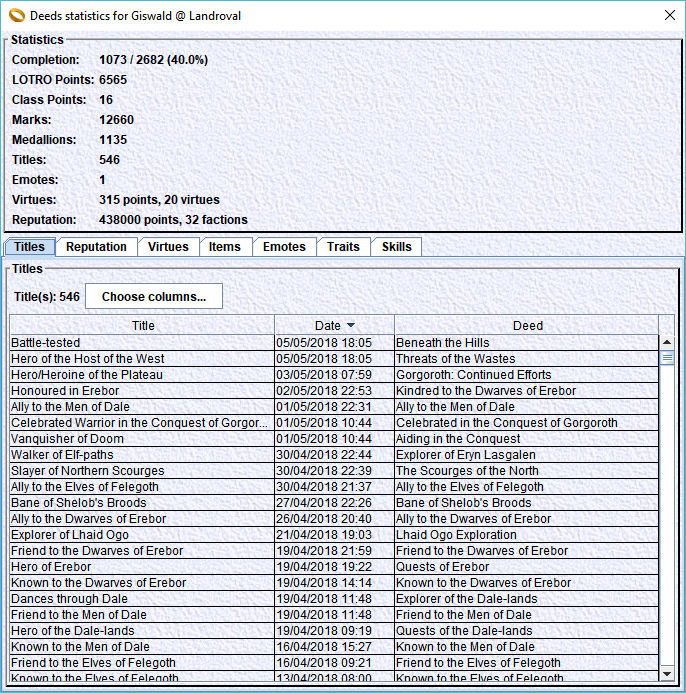 Deeds statistics for Giswald @ Landroval
Statistics
Completion: 1073 / 2682 (40.0%)
LOTRO Points: 6565
Class Points: 16
Marks: 12660
Medallions: 1135
Titles: 546
Emotes: 1
Virtues: 315 points, 20 virtues
Reputation: 438000 points, 32 factions
Titles Reputation Virtues Items Emotes Traits Skills
Titles
Title(s): 546 Choose columns...
Title Date Deed
Battle-tested 05/05/2018 18:05 Beneath the Hills
Hero of the Host of the West 05/05/2018 18:05 Threats of the Wastes
Hero/Heroine of the Plateau 03/05/2018 07:59 Gorgoroth: Continued Efforts
Honoured in Erebor 02/05/2018 22:53 Kindred to the Dwarves of Erebor
Ally to the Men of Dale 01/05/2018 22:31 Ally to the Men of Dale
Celebrated Warrior in the Conquest of Gorgor... 01/05/2018 10:44 Celebrated in the Conquest of Gorgoroth
Vanquisher of Doom 01/05/2018 10:44 Aiding in the Conquest
Walker of Elf-paths 30/04/2018 22:44 Explorer of Eryn Lasgalen
Slayer of Northern Scourges 30/04/2018 22:39 The Scourges of the North
Ally to the Elves of Felegoth 30/04/2018 21:37 Ally to the Elves of Felegoth
Bane of Shelob's Broods 27/04/2018 22:26 Bane of Shelob's Broods
Ally to the Dwarves of Erebor 26/04/2018 20:40 Ally to the Dwarves of Erebor
Explorer of Lhaid Ogo 21/04/2018 19:03 Lhaid Ogo Exploration
Friend to the Dwarves of Erebor 19/04/2018 21:59 Friend to the Dwarves of Erebor
Hero of Erebor 19/04/2018 19:22 Quests of Erebor
Known to the Dwarves of Erebor 19/04/2018 14:14 Known to the Dwarves of Erebor
Dances through Dale 19/04/2018 11:48 Explorer of the Dale-lands
Friend to the Men of Dale 19/04/2018 11:48 Friend to the Men of Dale
Hero of the Dale-lands 19/04/2018 09:19 Quests of the Dale-lands
Known to the Men of Dale 16/04/2018 15:27 Known to the Men of Dale
Friend to the Elves of Felegoth 16/04/2018 09:21 Friend to the Elves of Felegoth
Known to the Elves of Felegoth 13/04/2018 08:00 Known to the Elves of Felegoth